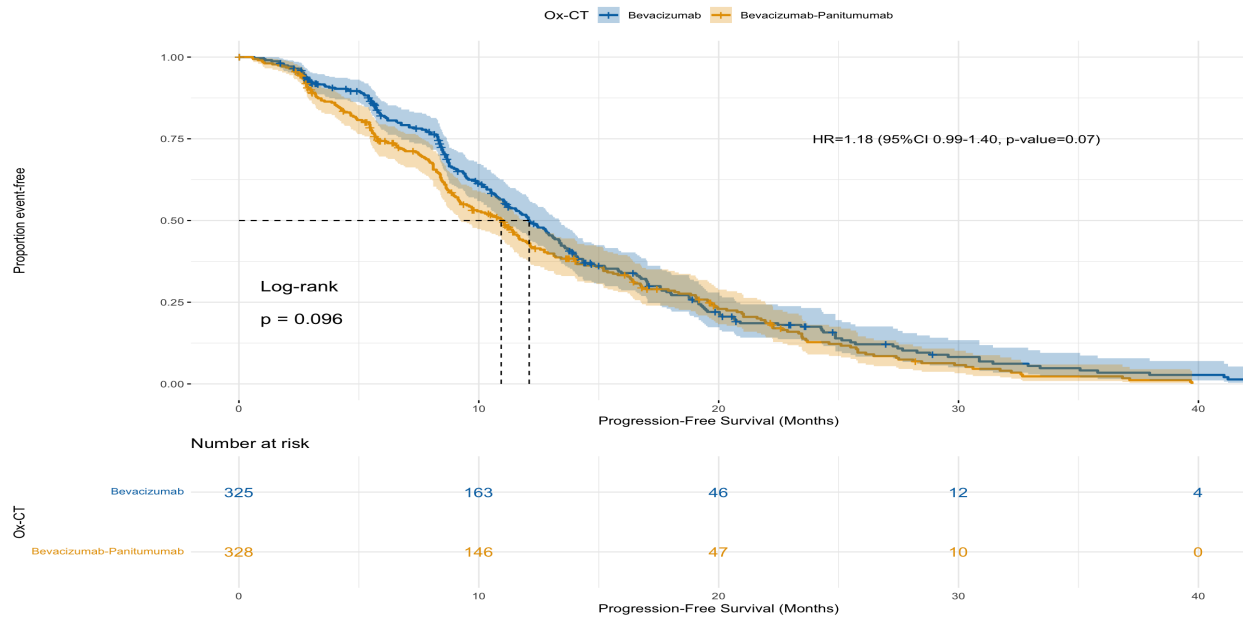 Ox-CT Bevacizumab Bevacizumab-Panitumumab
Proportion event-free
1.00
0.75
0.50
0.25
0.00
HR=1.18 (95%CI 0.99-1.40, p-value=0.07)
Log-rank
p = 0.096
0 10 20 30 40
Progression-Free Survival (Months)
Number at risk
Ox-CT
Bevacizumab 325 163 46 12 4
Bevacizumab-Panitumumab 328 146 47 10 0
0 10 20 30 40
Progression-Free Survival (Months)